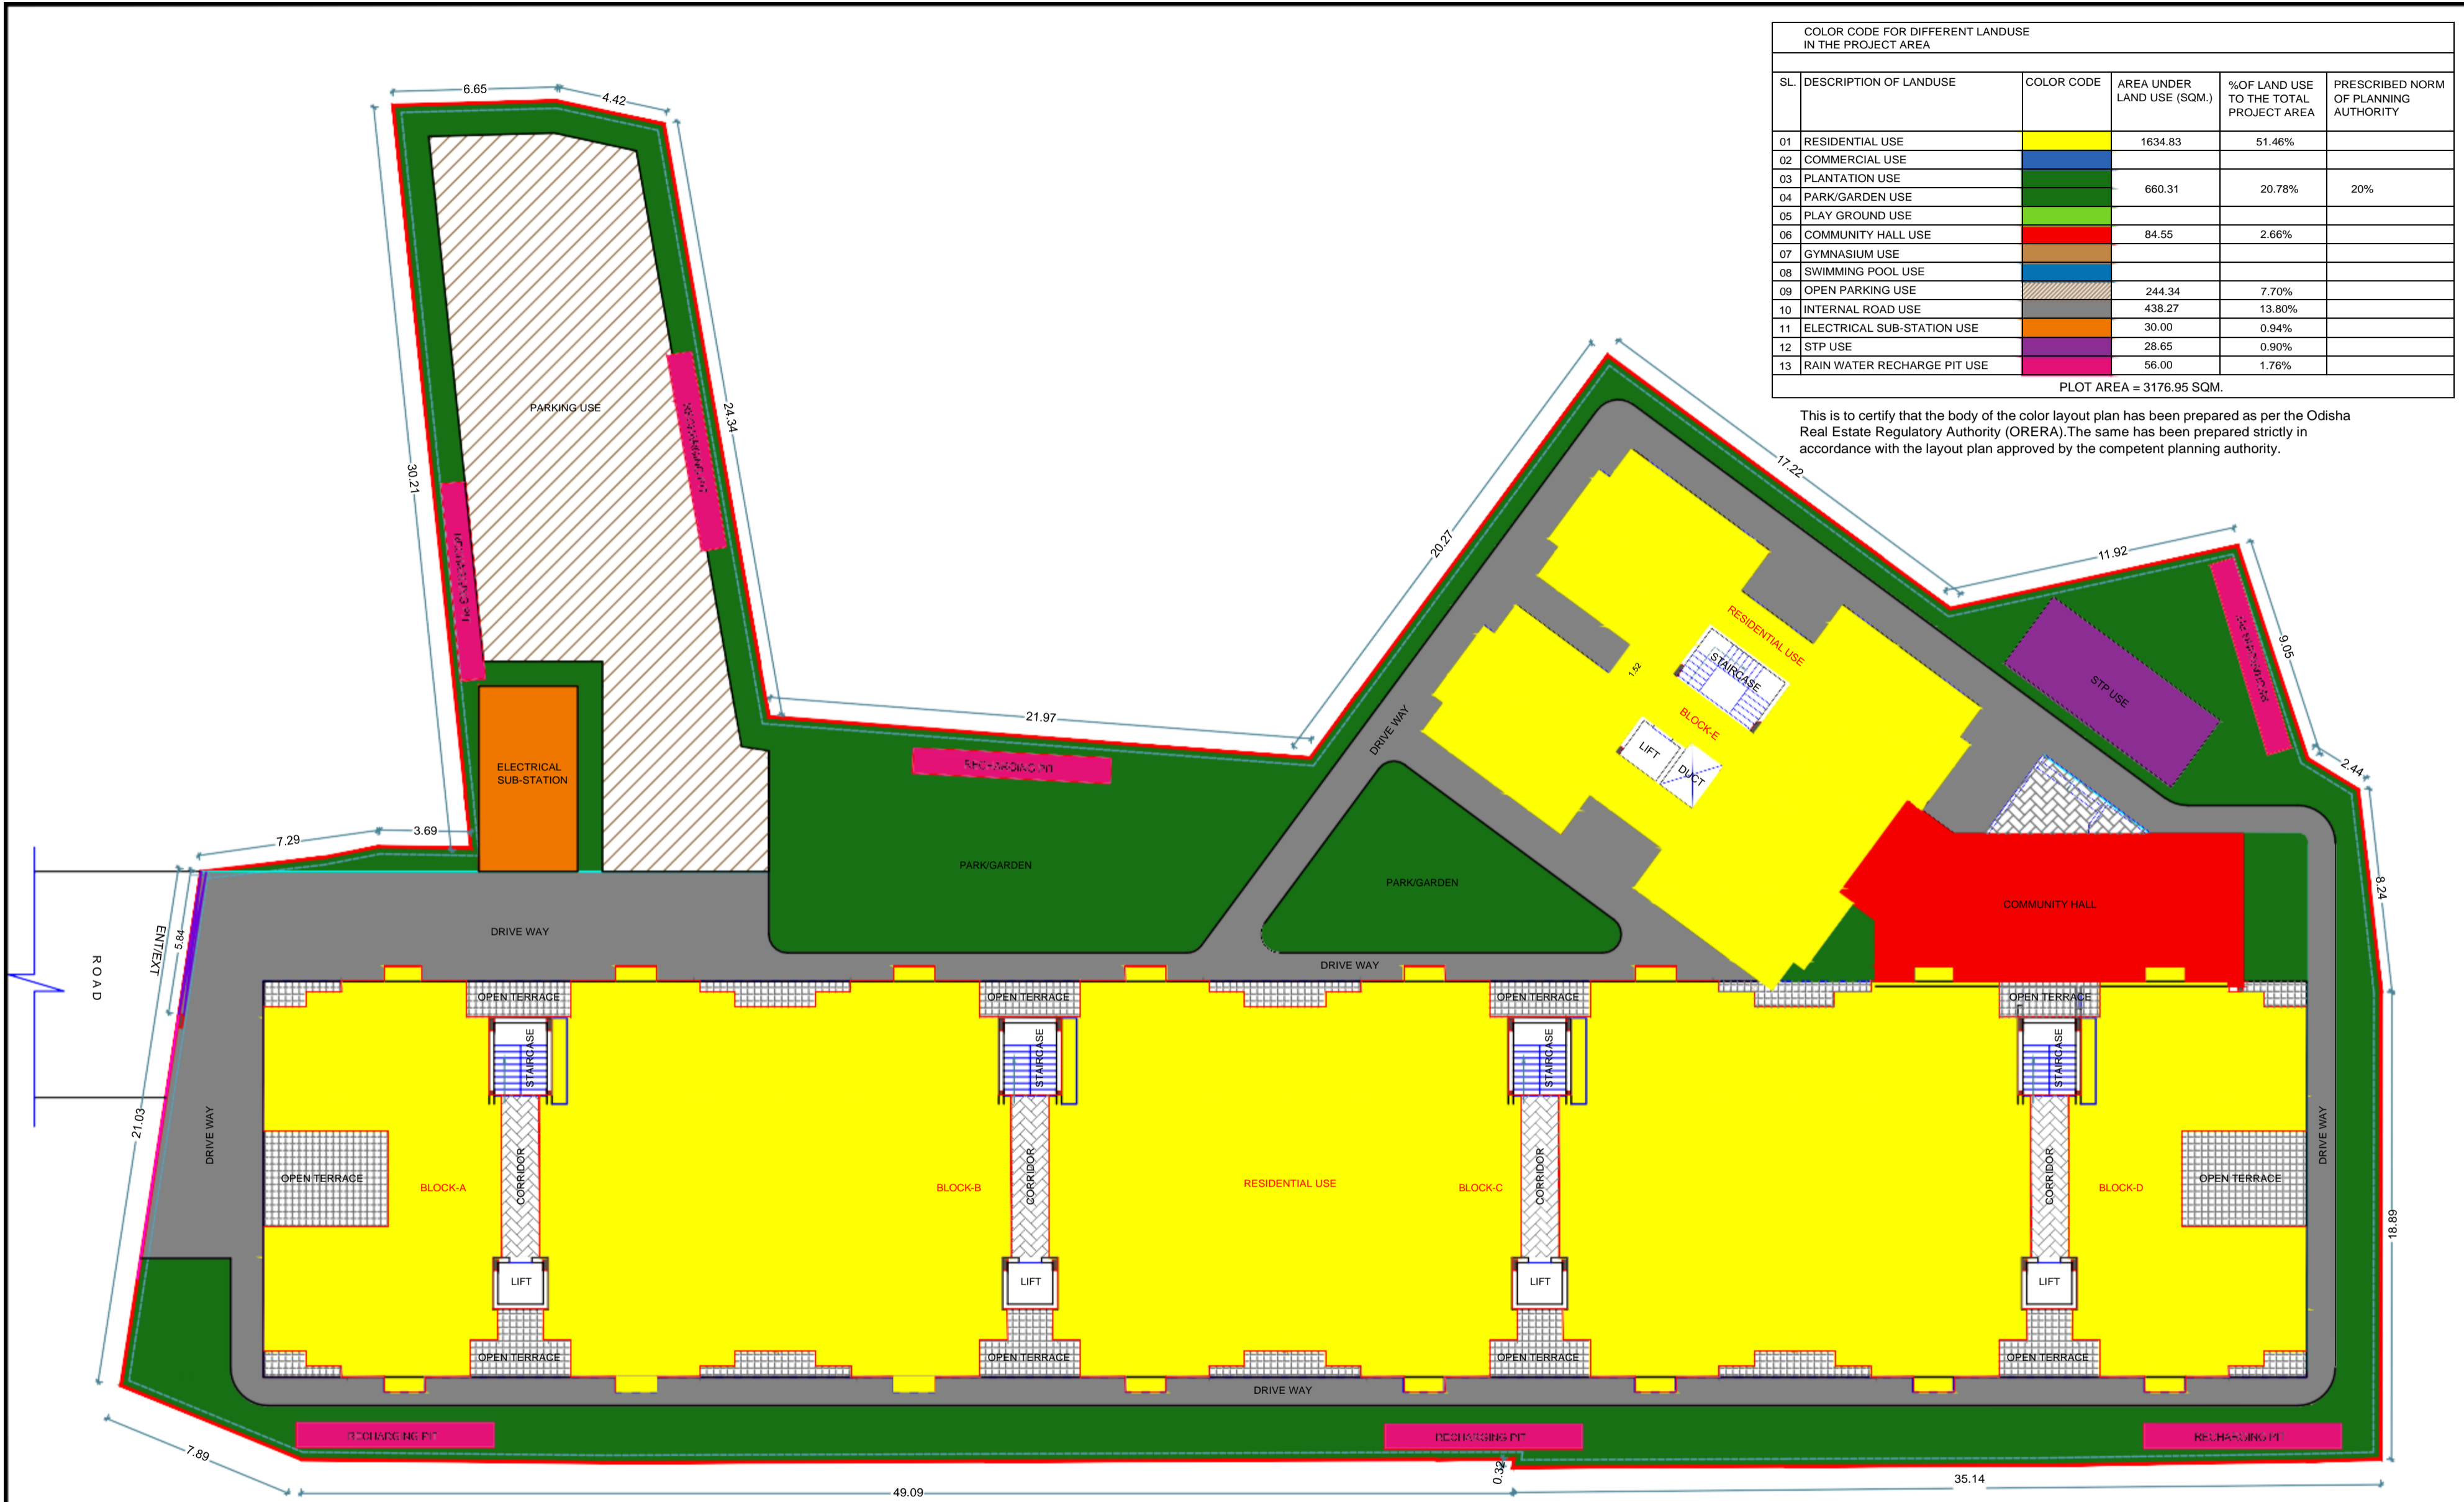 COLOR CODE FOR DIFFERENT LANDUSE
IN THE PROJECT AREA
SL. DESCRIPTION OF LANDUSE COLOR CODE AREA UNDER LAND USE (SQM.) %OF LAND USE TO THE TOTAL PROJECT AREA PRESCRIBED NORM OF PLANNING AUTHORITY
01 RESIDENTIAL USE 1634.83 51.46%
02 COMMERCIAL USE
03 PLANTATION USE
04 PARK/GARDEN USE 660.31 20.78% 20%
05 PLAY GROUND USE
06 COMMUNITY HALL USE 84.55 2.66%
07 GYMNASIUM USE
08 SWIMMING POOL USE
09 OPEN PARKING USE 244.34 7.70%
10 INTERNAL ROAD USE 438.27 13.80%
11 ELECTRICAL SUB-STATION USE 30.00 0.94%
12 STP USE 28.65 0.90%
13 RAIN WATER RECHARGE PIT USE 56.00 1.76%
PLOT AREA = 3176.95 SQM.
This is to certify that the body of the color layout plan has been prepared as per the Odisha
Real Estate Regulatory Authority (ORERA).The same has been prepared strictly in
accordance with the layout plan approved by the competent planning authority.
6.65
4.42
PARKING USE
24.34
30.21
17.22
20.27
11.92
9.05
RESIDENTIAL USE
STAIRCASE
1.52
STP USE
BLOCK-E
DRIVE WAY
21.97
LIFT
DUCT
RECHARGING PIT
2.44
ELECTRICAL
SUB-STATION
7.29
3.69
PARK/GARDEN
PARK/GARDEN
8.24
COMMUNITY HALL
DRIVE WAY
5.84
ENT/EXT
ROAD
DRIVE WAY
OPEN TERRACE
OPEN TERRACE
OPEN TERRACE
OPEN TERRACE
STAIRCASE
STAIRCASE
STAIRCASE
STAIRCASE
21.03
DRIVE WAY
DRIVE WAY
OPEN TERRACE
BLOCK-A
CORRIDOR
BLOCK-B
CORRIDOR
RESIDENTIAL USE
BLOCK-C
CORRIDOR
CORRIDOR
BLOCK-D
OPEN TERRACE
18.89
LIFT
LIFT
LIFT
LIFT
OPEN TERRACE
OPEN TERRACE
OPEN TERRACE
OPEN TERRACE
DRIVE WAY
RECHARGING PIT
RECHARGING PIT
RECHARGING PIT
7.89
0.32
49.09
35.14